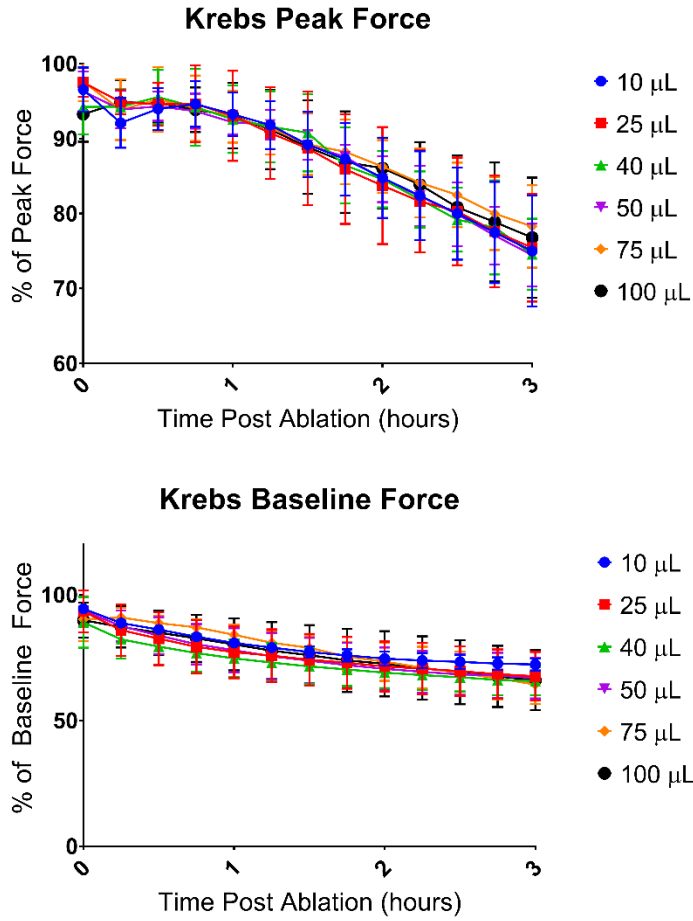 Krebs Peak Force
% of Peak Force
100
90
80
70
60
0
1
2
3
Time Post Ablation (hours)
10 μL
25 μL
40 μL
50 μL
75 μL
100 μL
Krebs Baseline Force
% of Baseline Force
100
50
0
0
1
2
3
Time Post Ablation (hours)
10 μL
25 μL
40 μL
50 μL
75 μL
100 μL